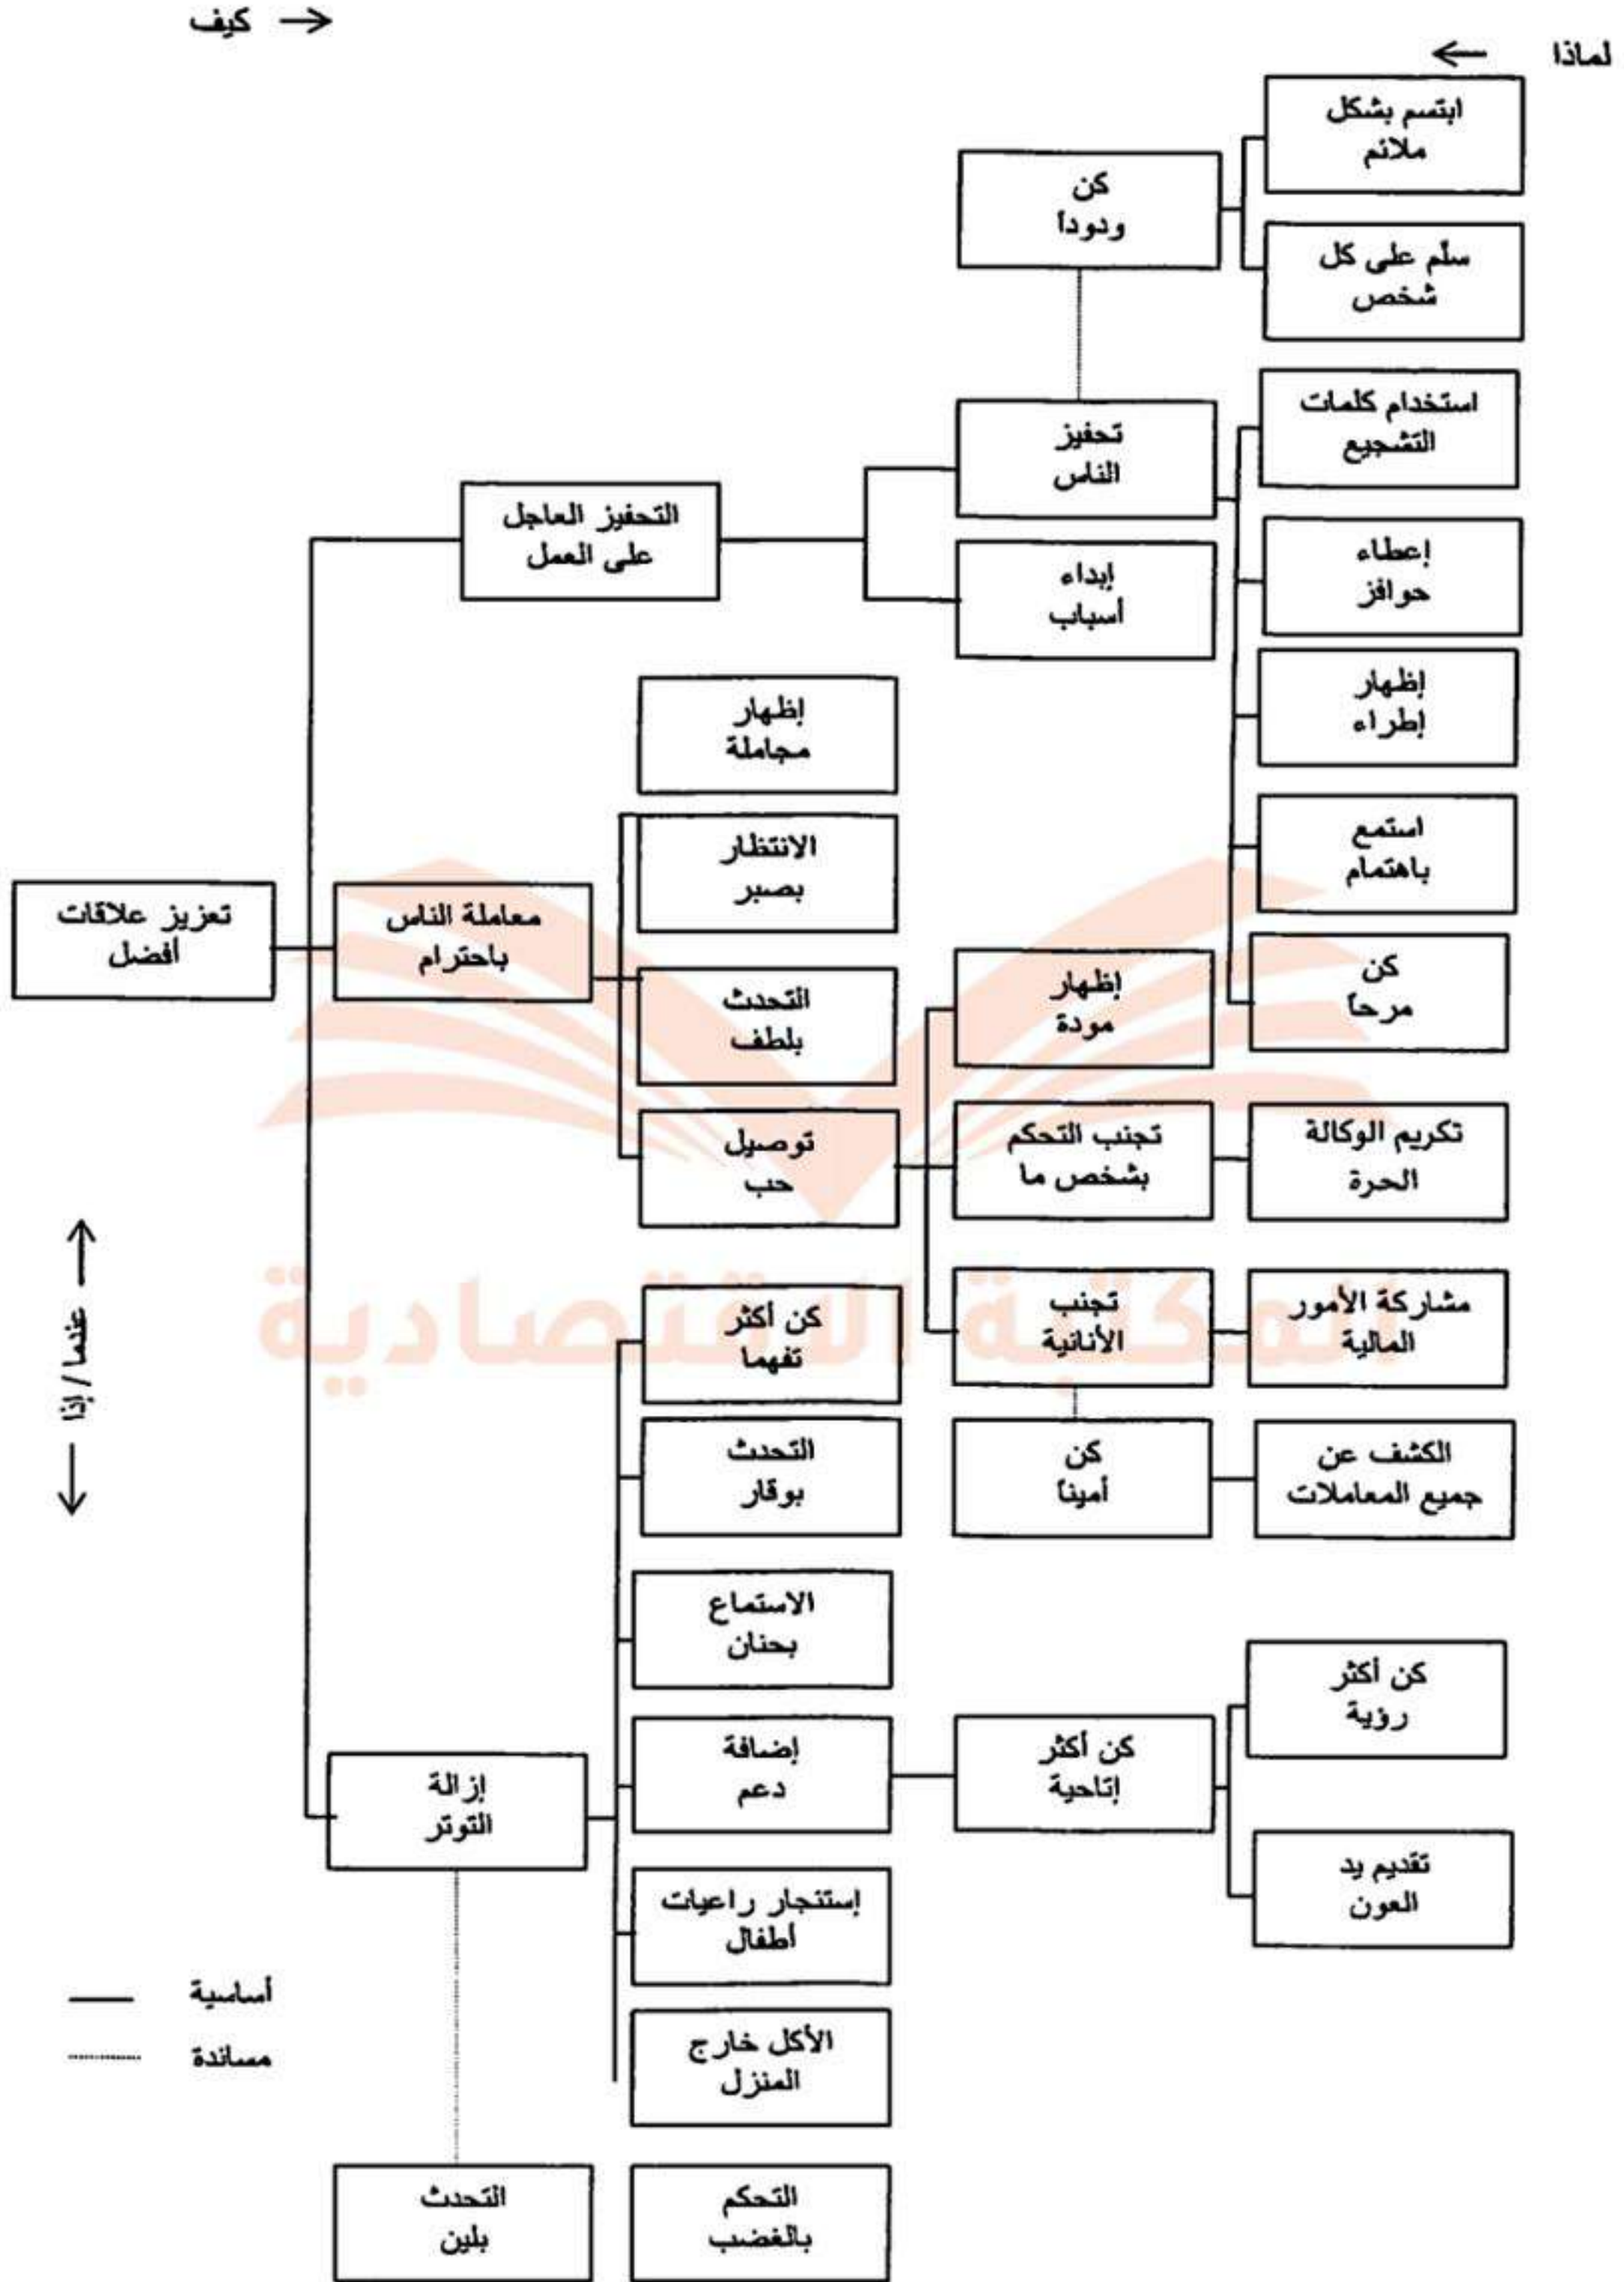 كيف
لماذا
ابتسم بشكل
ملائم
كن
ودوداً
سلّم على كل
شخص
استخدام كلمات
التشجيع
تحفيز
الناس
التحفيز العاجل
على العمل
إعطاء
حوافز
إبداء
أسباب
إظهار
إطراء
إظهار
مجاملة
استمع
باهتمام
الانتظار
بصبر
معاملة الناس
باحترام
تعزيز علاقات
أفضل
كن
مرحاً
إظهار
مودة
التحدث
بلطف
تكريم الوكالة
الحرة
تجنب التحكم
بشخص ما
توصيل
حب
مشاركة الأمور
المالية
تجنب
الأنانية
كن أكثر
تفهما
عندما / إذا
المكتبة الاقتصادية
الكشف عن
جميع المعاملات
كن
أميناً
التحدث
بوقار
الاستماع
بحنان
كن أكثر
رؤية
كن أكثر
إتاحية
إضافة
دعم
إزالة
التوتر
تقديم يد
العون
إستنجار راعيات
أطفال
الأكل خارج
المنزل
أساسية
مساندة
التحكم
بالغضب
التحدث
بلين